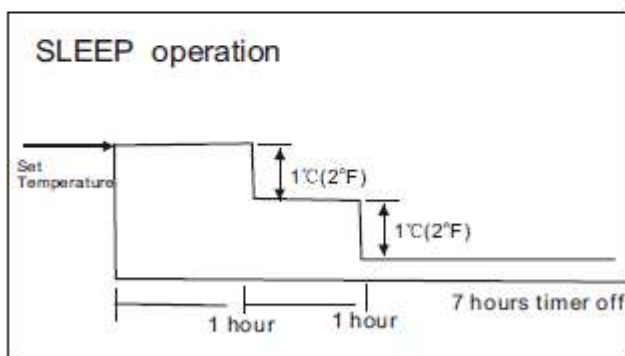 SLEEP operation
Set
Temperature
1℃(2°F)
1℃(2°F)
1 hour
1 hour
7 hours timer off